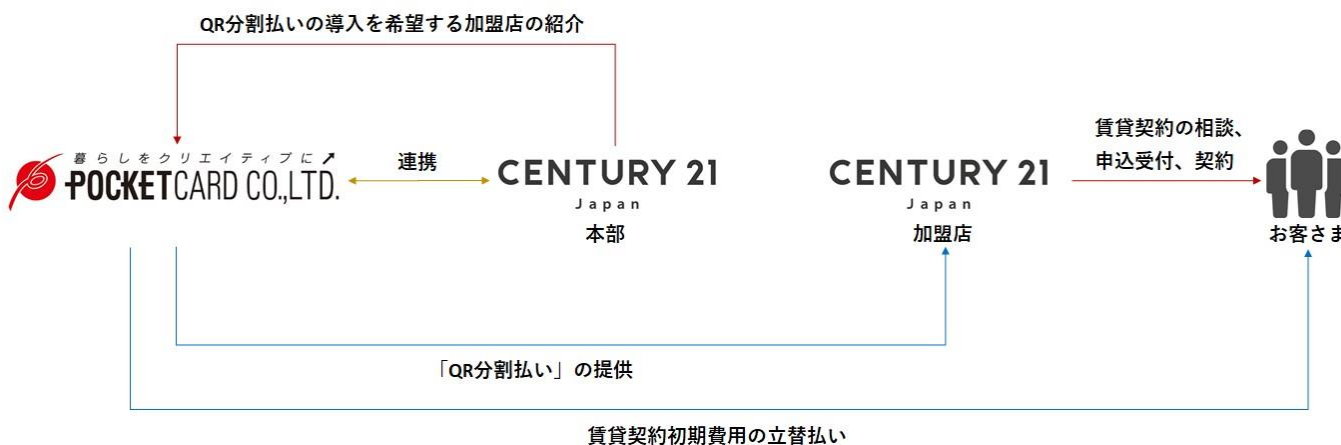 QR分割払いの導入を希望する加盟店の紹介
暮らしをクリエイティブに
POCKETCARD CO.,LTD.
連携
CENTURY 21
Japan
本部
CENTURY 21
Japan
加盟店
賃貸契約の相談、
申込受付、契約
お客さま
「QR分割払い」の提供
賃貸契約初期費用の立替払い